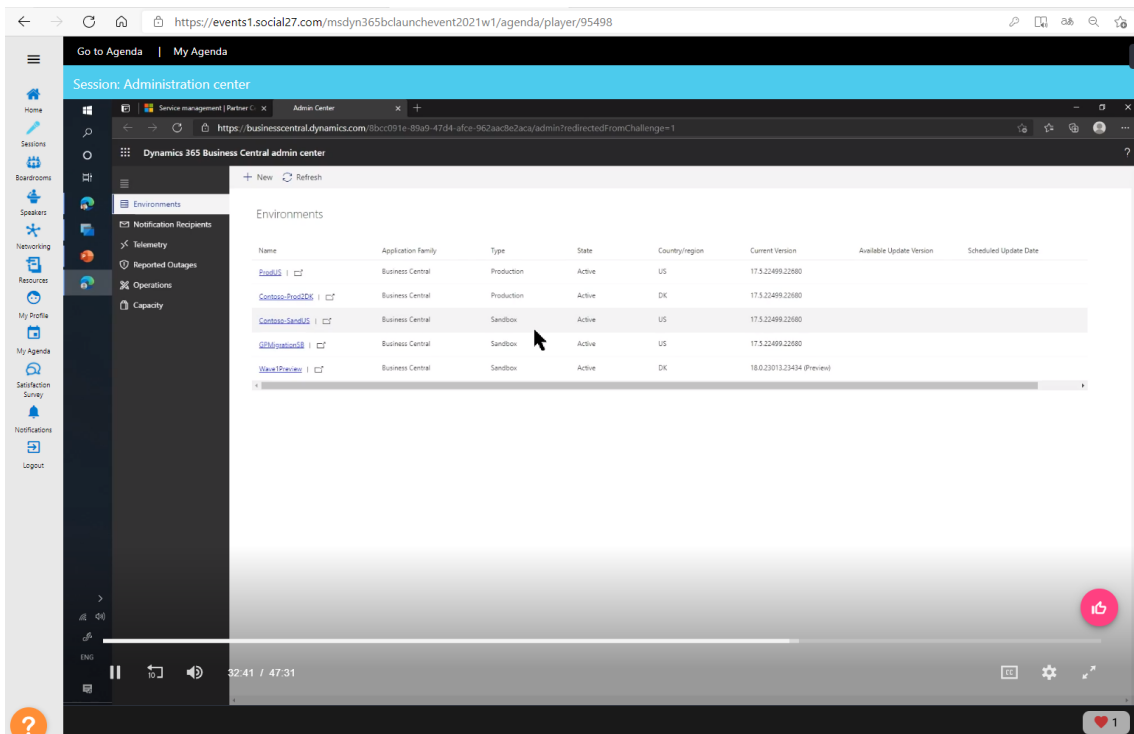 https://events1.social27.com/msdyn365bclaunchevent2021w1/agenda/player/95498
Go to Agenda | My Agenda
Session: Administration center
Home
Sessions
Boardrooms
Speakers
Networking
Resources
My Profile
My Agenda
Satisfaction
Survey
Notifications
Logout
Service management | Partner C
Admin Center
https://businesscentral.dynamics.com/8bcc091e-89a9-47d4-afce-962aac8e2aca/admin?redirectedFromChallenge=1
Dynamics 365 Business Central admin center
?
New Refresh
Environments
Notification Recipients
Telemetry
Reported Outages
Operations
Capacity
Environments
Name Application Family Type State Country/region Current Version Available Update Version Scheduled Update Date
ProdUS | Business Central Production Active US 17.5.22499.22680
Contoso-Prod2DK | Business Central Production Active DK 17.5.22499.22680
Contoso-SandUS | Business Central Sandbox Active US 17.5.22499.22680
GPMigrationSB | Business Central Sandbox Active US 17.5.22499.22680
Wave1Preview | Business Central Sandbox Active DK 18.0.23013.23434 (Preview)
ENG
10
32:41 / 47:31
CC
?
1